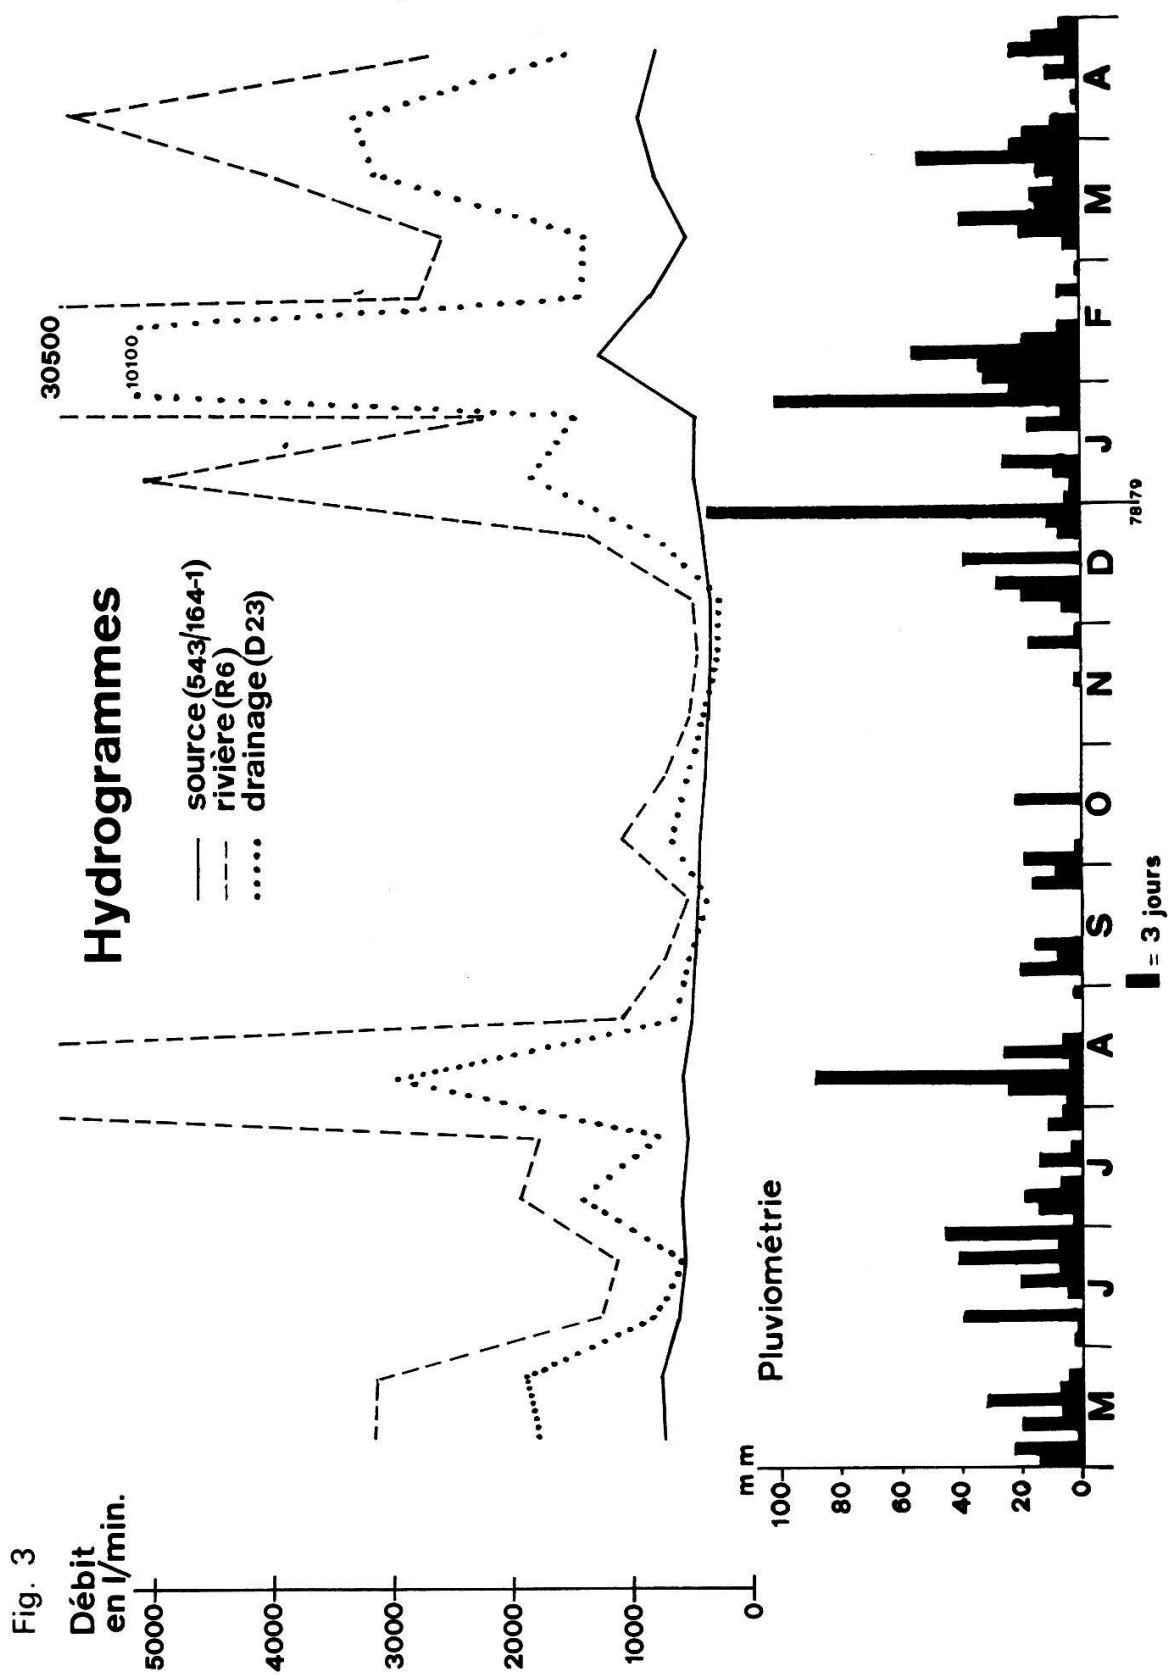 Fig. 3
Débit
en l/min.
5000
4000
3000
2000
1000
0
Hydrogrammes
source (543/164-1)
rivière (R6)
drainage (D23)
30500
10100
Pluviométrie
mm
100
80
60
40
20
0
M J J A S O N D J F M A
78 79
= 3 jours